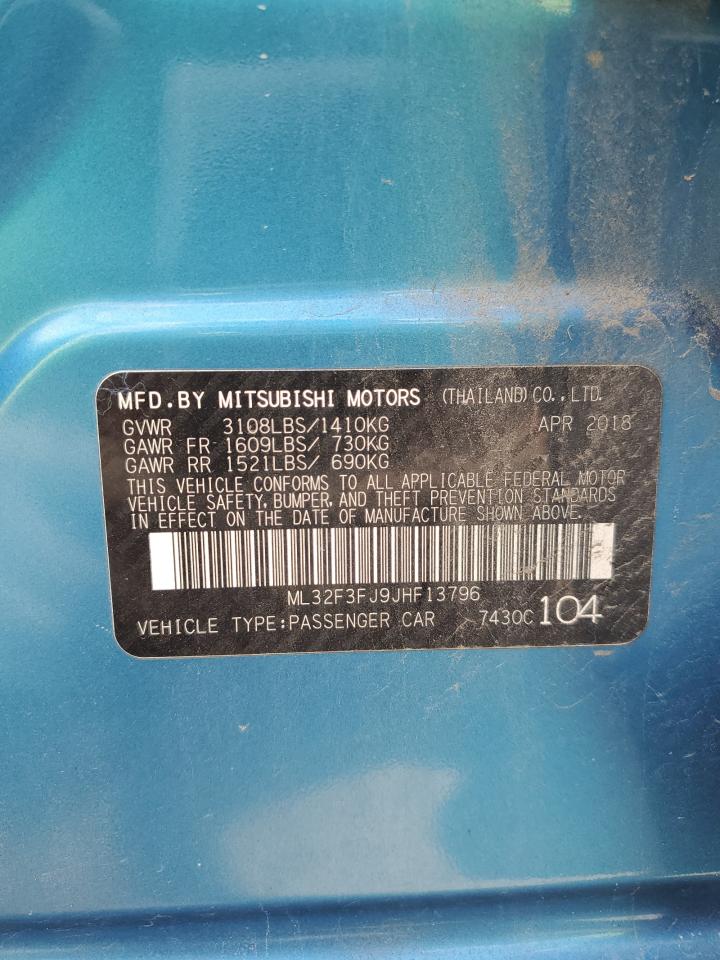 MFD.BY MITSUBISHI MOTORS (THAILAND)CO.,LTD.
GVWR 3108LBS/1410KG APR 2018
GAWR FR 1609LBS/ 730KG
GAWR RR 1521LBS/ 690KG
THIS VEHICLE CONFORMS TO ALL APPLICABLE FEDERAL MOTOR
VEHICLE SAFETY, BUMPER, AND THEFT PREVENTION STANDARDS
IN EFFECT ON THE DATE OF MANUFACTURE SHOWN ABOVE.
ML32F3FJ9JHF13796
VEHICLE TYPE:PASSENGER CAR 7430C 104